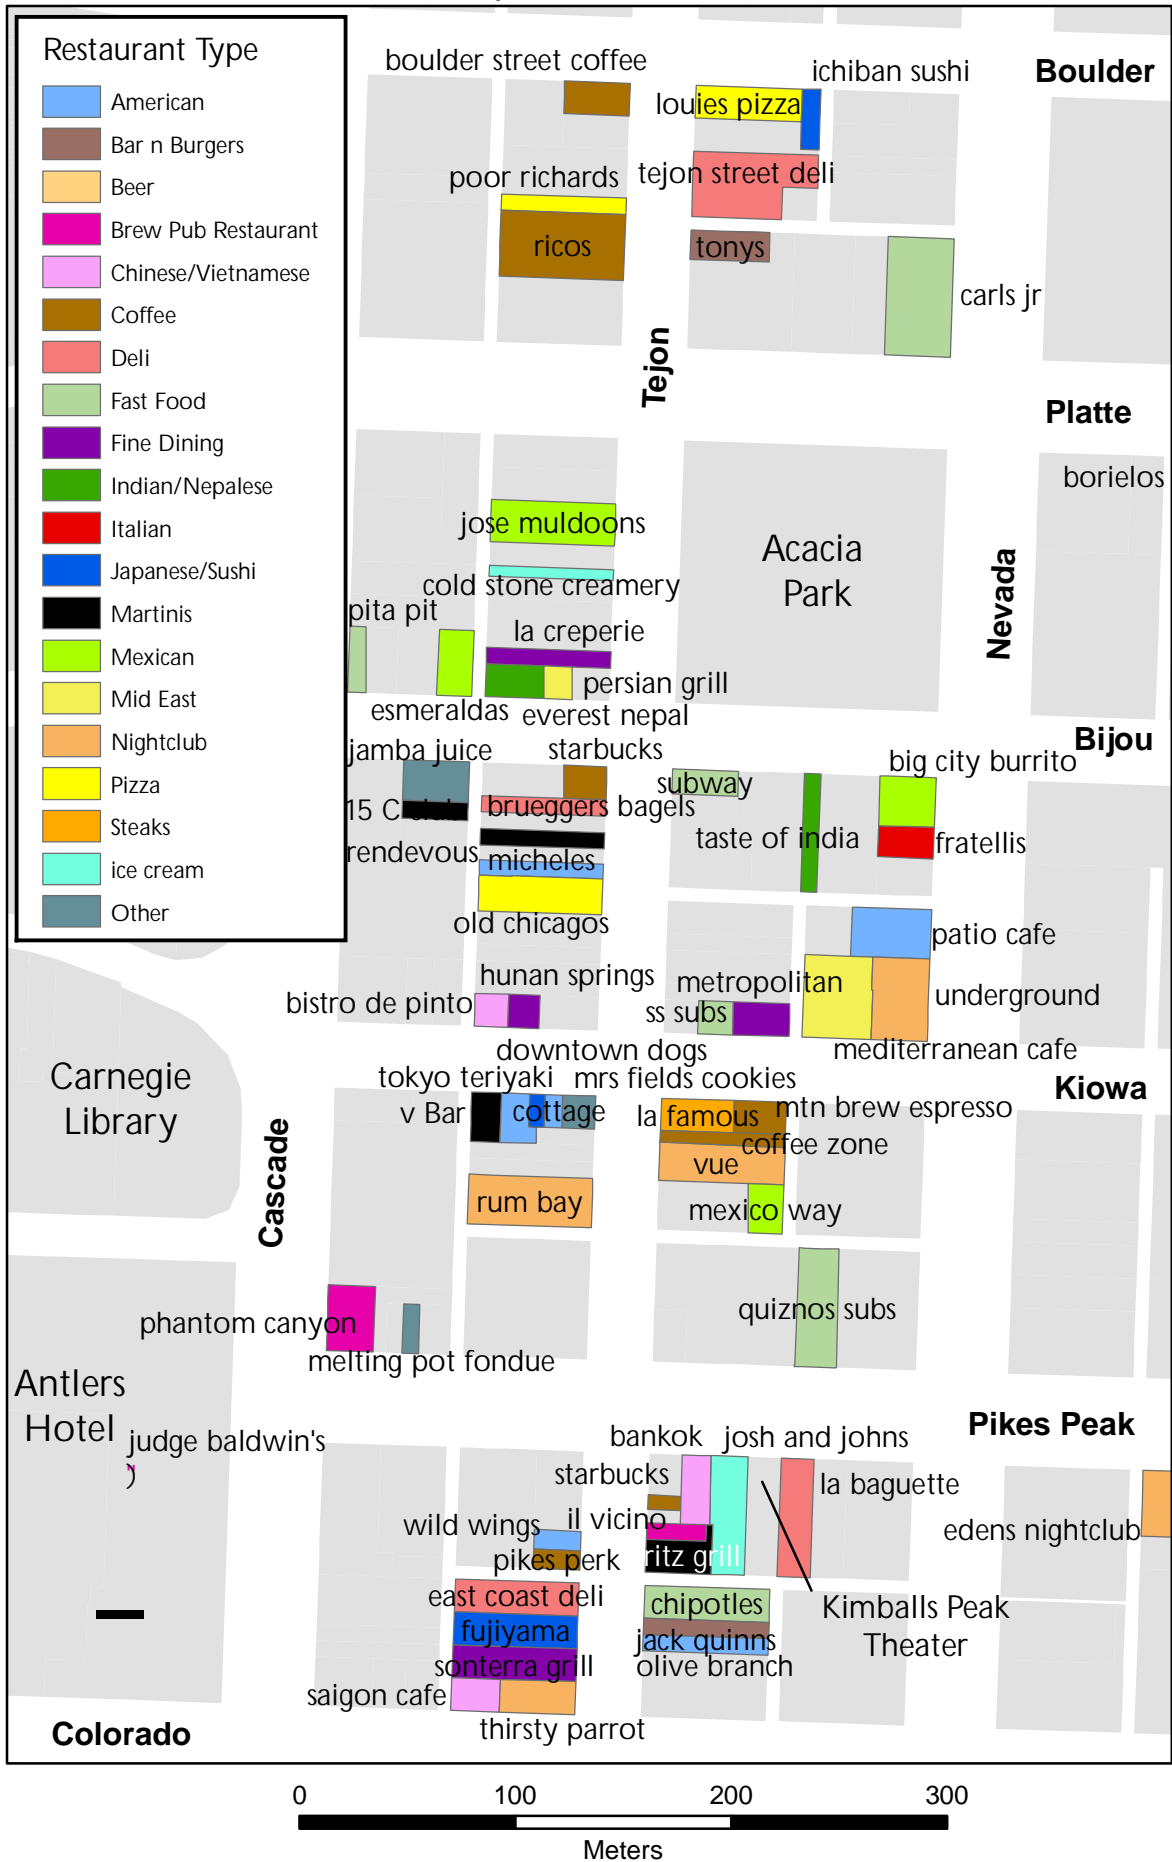 Restaurant Type
American
Bar n Burgers
Beer
Brew Pub Restaurant
Chinese/Vietnamese
Coffee
Deli
Fast Food
Fine Dining
Indian/Nepalese
Italian
Japanese/Sushi
Martinis
Mexican
Mid East
Nightclub
Pizza
Steaks
ice cream
Other
boulder street coffee
ichiban sushi
Boulder
louies pizza
poor richards
tejon street deli
ricos
tonys
carls jr
Tejon
Platte
borielos
jose muldoons
Acacia
Park
cold stone creamery
Nevada
pita pit
la creperie
persian grill
esmeraldas
everest nepal
Bijou
jamba juice
starbucks
big city burrito
subway
15 C club
brueggers bagels
taste of india
fratellis
rendevous
micheles
old chicagos
patio cafe
hunan springs
metropolitan
bistro de pinto
ss subs
underground
downtown dogs
mediterranean cafe
Carnegie
Library
tokyo teriyaki
mrs fields cookies
Kiowa
v Bar
cottage
la famous
mtn brew espresso
coffee zone
vue
Cascade
rum bay
mexico way
phantom canyon
quiznos subs
melting pot fondue
Antlers
Hotel
Pikes Peak
judge baldwin's
bankok
josh and johns
starbucks
la baguette
wild wings
il vicino
edens nightclub
pikes perk
ritz grill
east coast deli
chipotles
Kimballs Peak
Theater
fujiyama
jack quinns
sonterra grill
olive branch
saigon cafe
thirsty parrot
Colorado
0
100
200
300
Meters